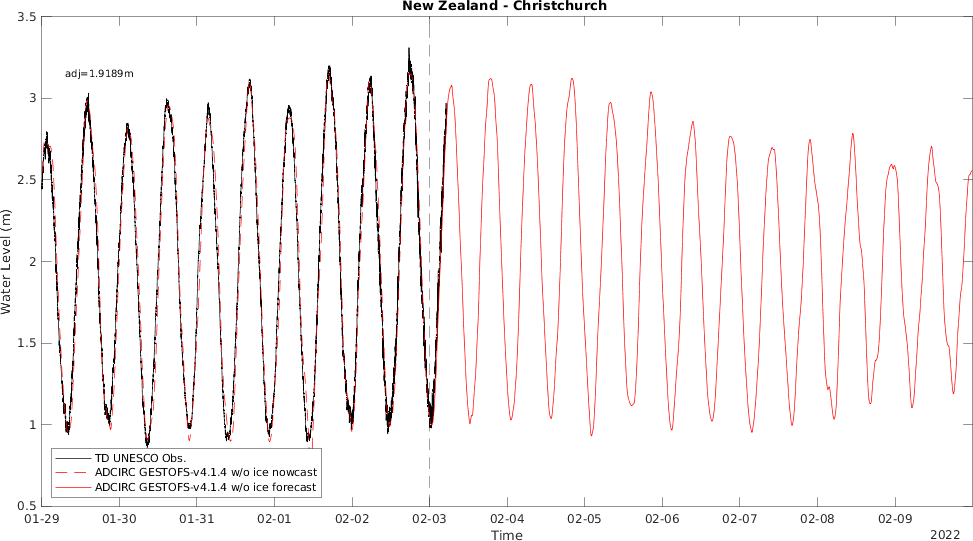 New Zealand - Christchurch
adj=1.9189m
3.5
3
2.5
2
1.5
1
0.5
Water Level (m)
TD UNESCO Obs.
ADCIRC GESTOFS-v4.1.4 w/o ice nowcast
ADCIRC GESTOFS-v4.1.4 w/o ice forecast
01-29 01-30 01-31 02-01 02-02 02-03 02-04 02-05 02-06 02-07 02-08 02-09
Time
2022